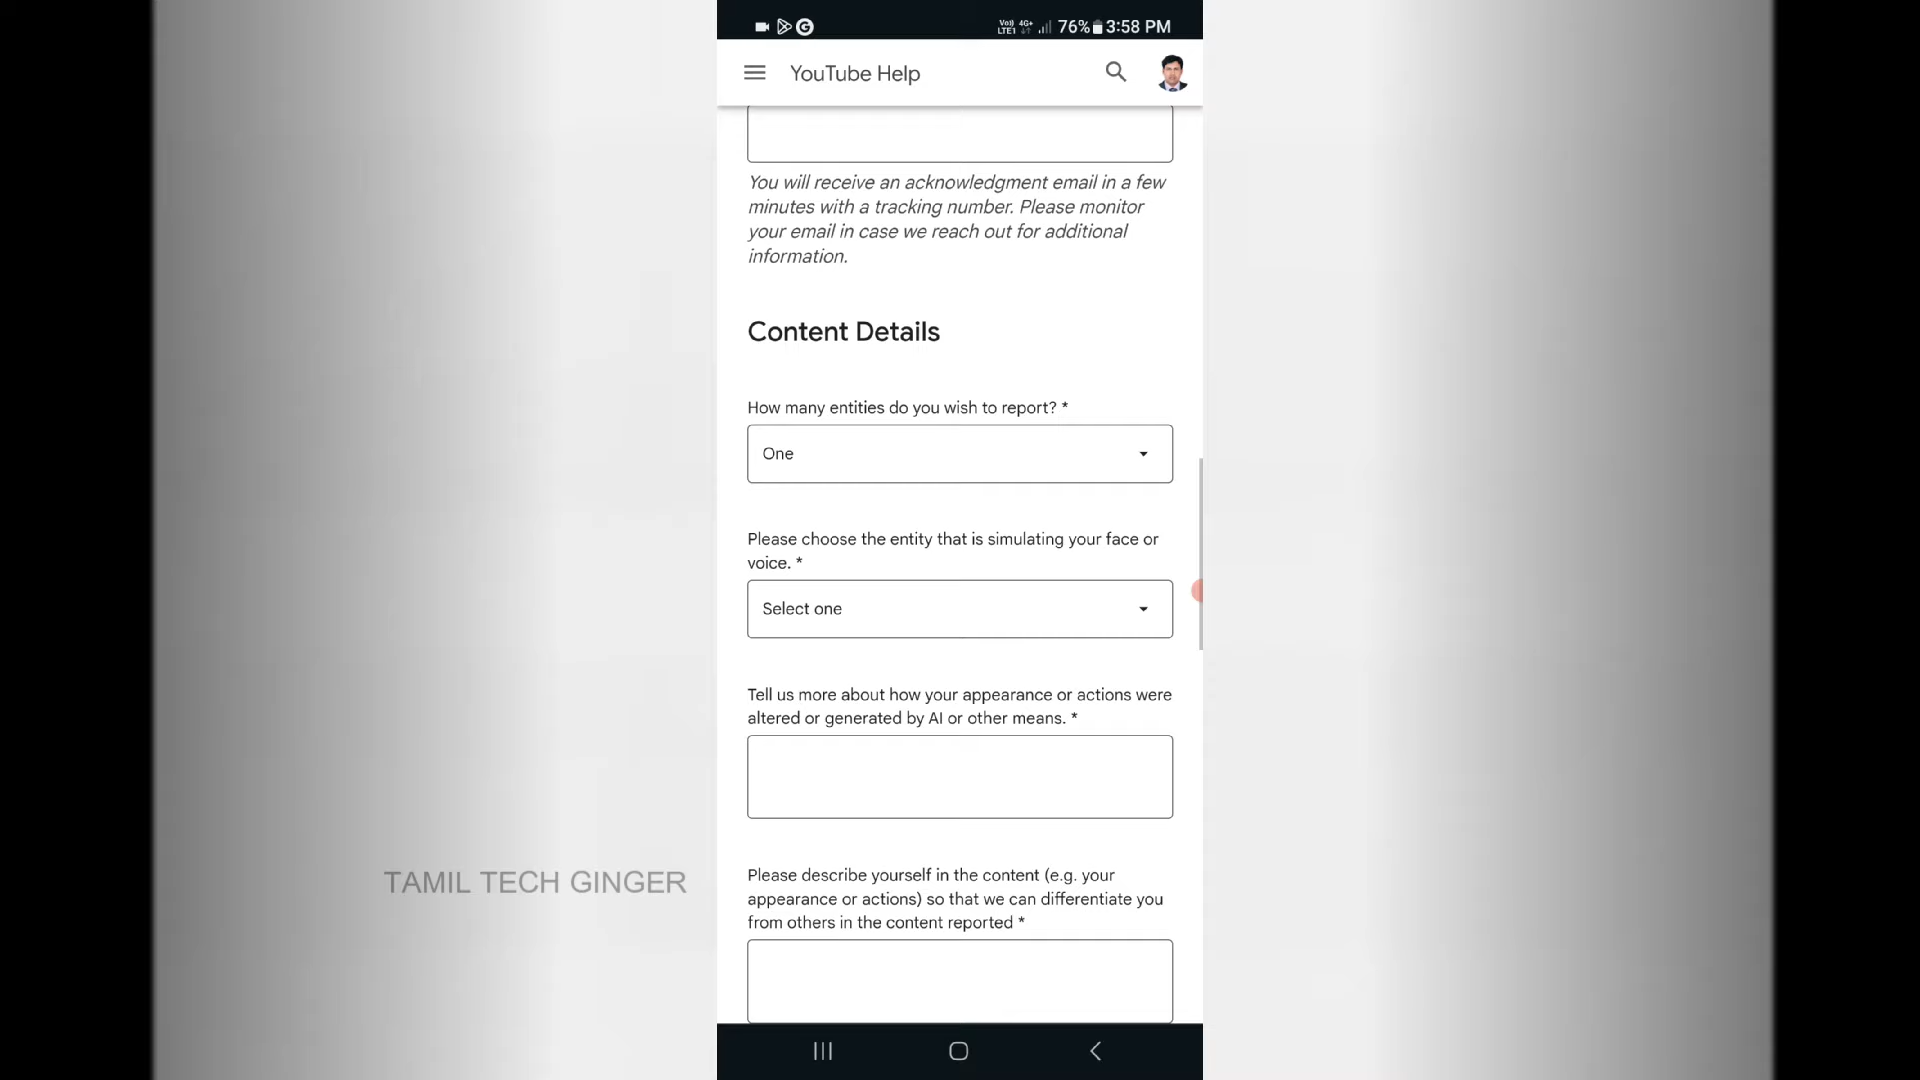 76% 3:58 PM
YouTube Help
You will receive an acknowledgment email in a few
minutes with a tracking number. Please monitor
your email in case we reach out for additional
information.
Content Details
How many entities do you wish to report? *
One
Please choose the entity that is simulating your face or
voice. *
Select one
Tell us more about how your appearance or actions were
altered or generated by AI or other means. *
TAMIL TECH GINGER
Please describe yourself in the content (e.g. your
appearance or actions) so that we can differentiate you
from others in the content reported *